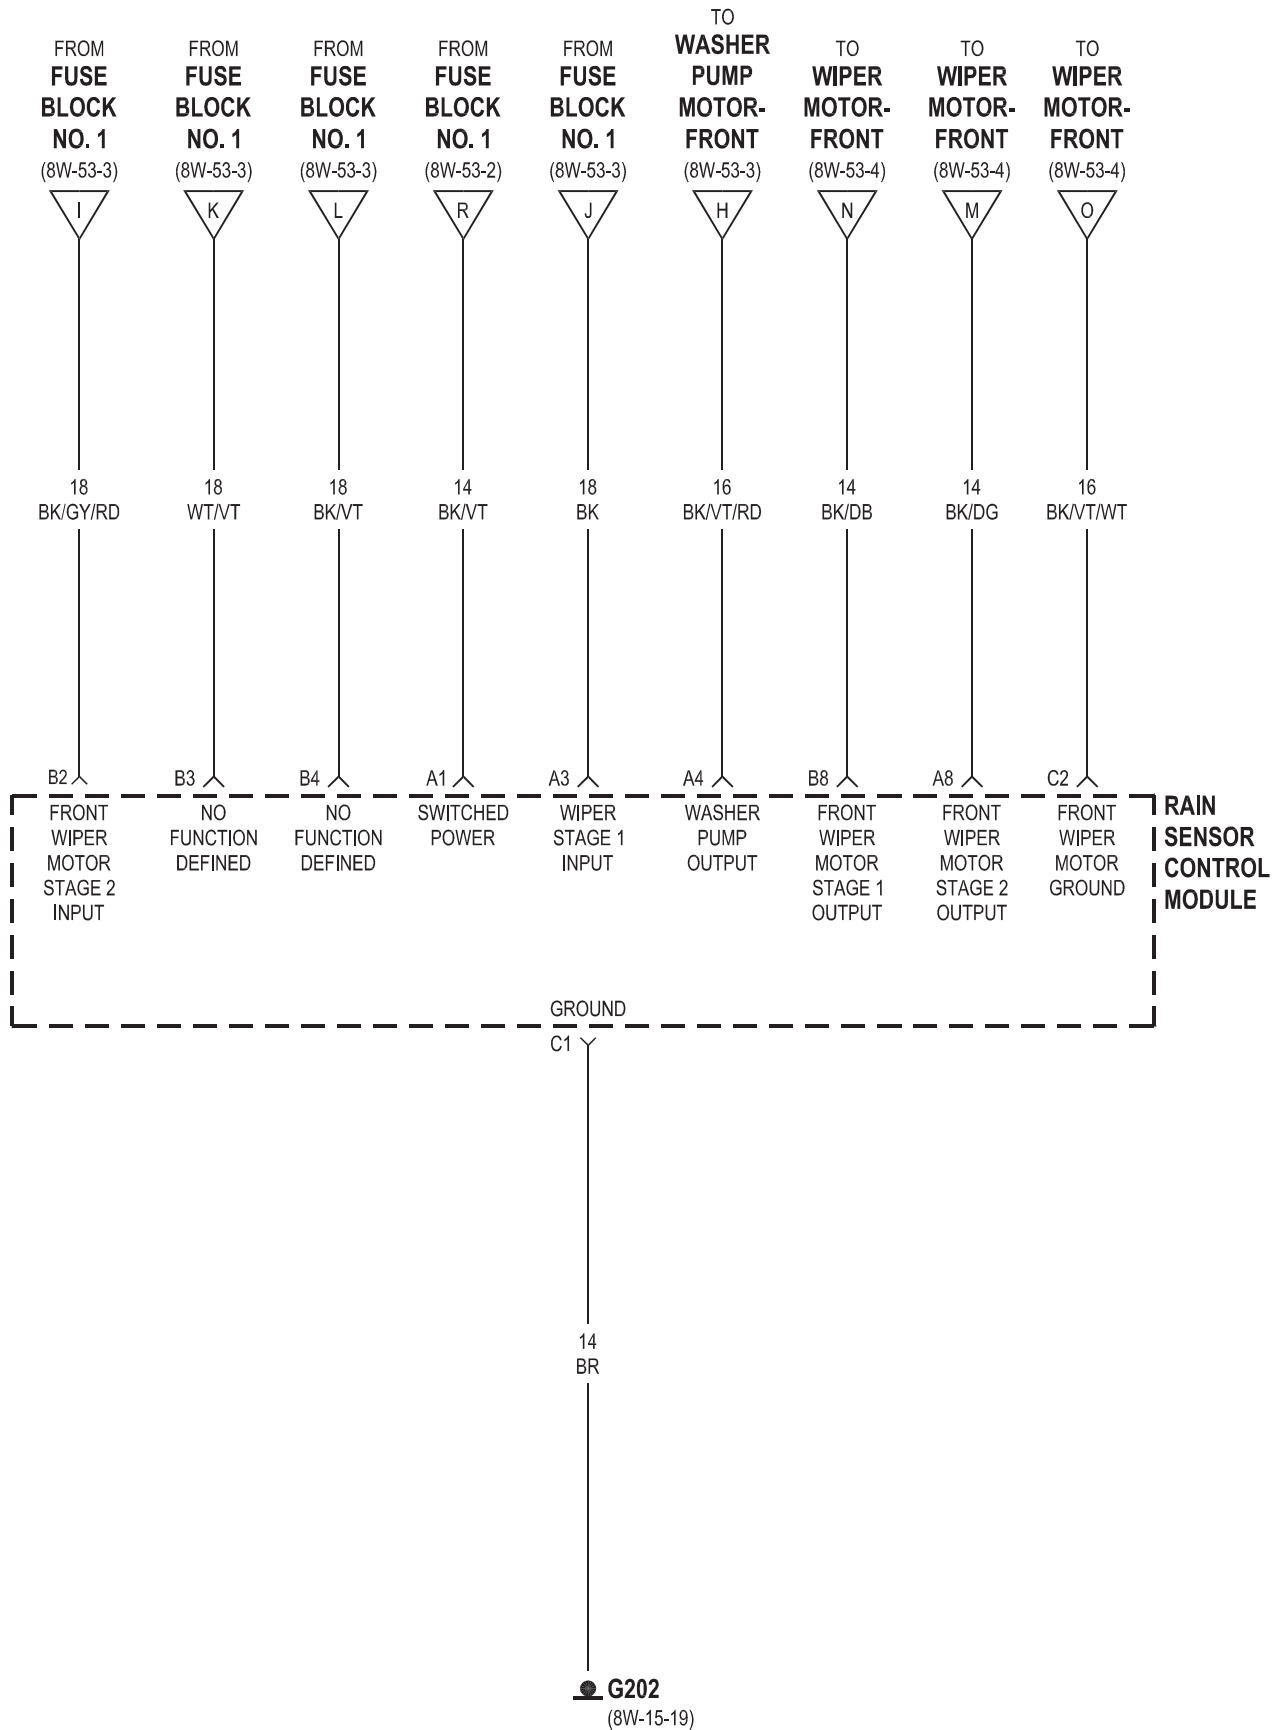 FROM
FUSE
BLOCK
NO. 1
(8W-53-3)
I
FROM
FUSE
BLOCK
NO. 1
(8W-53-3)
K
FROM
FUSE
BLOCK
NO. 1
(8W-53-3)
L
FROM
FUSE
BLOCK
NO. 1
(8W-53-2)
R
FROM
FUSE
BLOCK
NO. 1
(8W-53-3)
J
TO
WASHER
PUMP
MOTOR-
FRONT
(8W-53-3)
H
TO
WIPER
MOTOR-
FRONT
(8W-53-4)
N
TO
WIPER
MOTOR-
FRONT
(8W-53-4)
M
TO
WIPER
MOTOR-
FRONT
(8W-53-4)
O
18
BK/GY/RD
18
WT/VT
18
BK/VT
14
BK/VT
18
BK
16
BK/VT/RD
14
BK/DB
14
BK/DG
16
BK/VT/WT
B2
FRONT
WIPER
MOTOR
STAGE 2
INPUT
B3
NO
FUNCTION
DEFINED
B4
NO
FUNCTION
DEFINED
A1
SWITCHED
POWER
A3
WIPER
STAGE 1
INPUT
A4
WASHER
PUMP
OUTPUT
B8
FRONT
WIPER
MOTOR
STAGE 1
OUTPUT
A8
FRONT
WIPER
MOTOR
STAGE 2
OUTPUT
C2
FRONT
WIPER
MOTOR
GROUND
RAIN
SENSOR
CONTROL
MODULE
GROUND
C1
14
BR
G202
(8W-15-19)